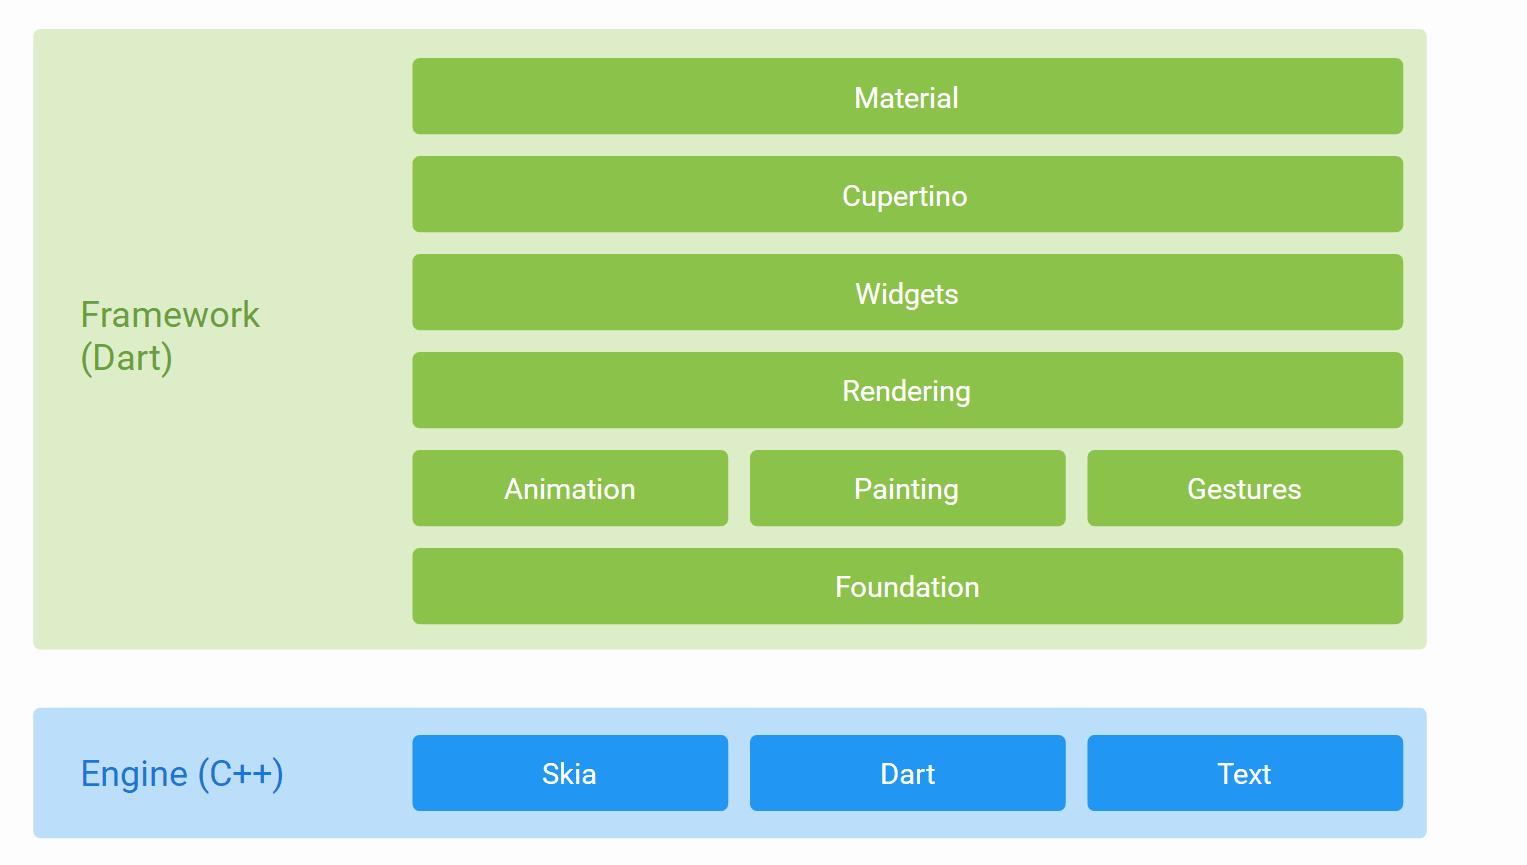 Material
Cupertino
Widgets
Framework
(Dart)
Rendering
Animation Painting Gestures
Foundation
Engine (C++) Skia Dart Text